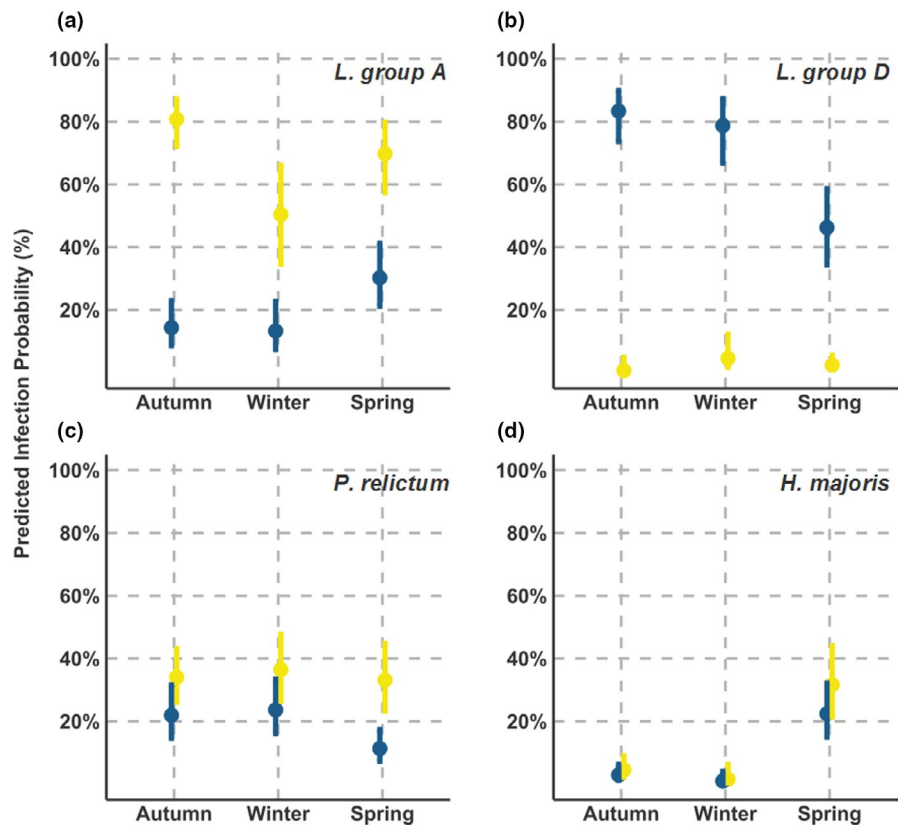 (a)
(b)
100%
L. group A
100%
L. group D
80%
80%
60%
60%
40%
40%
20%
20%
Autumn Winter Spring
Autumn Winter Spring
(c)
(d)
100%
P. relictum
100%
H. majoris
80%
80%
60%
60%
40%
40%
20%
20%
Autumn Winter Spring
Autumn Winter Spring
Predicted Infection Probability (%)